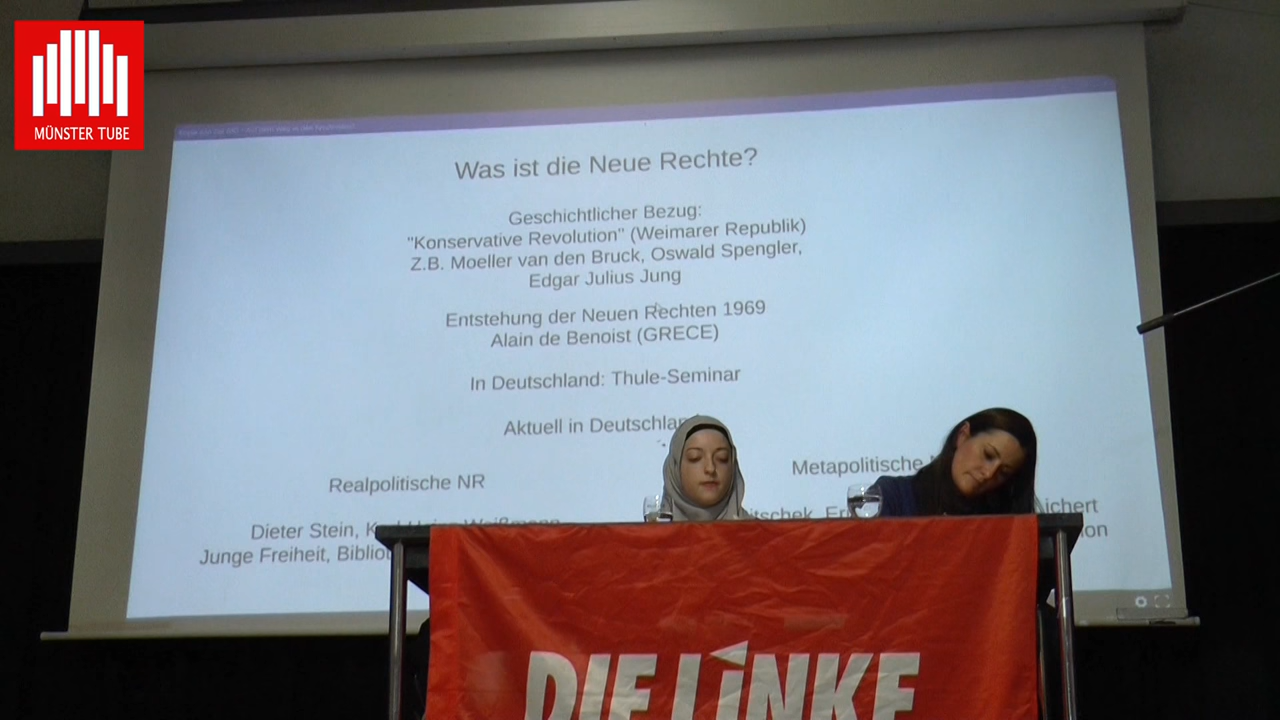 MÜNSTER TUBE
Was ist die Neue Rechte?
Geschichtlicher Bezug:
"Konservative Revolution" (Weimarer Republik)
Z.B. Moeller van den Bruck, Oswald Spengler,
Edgar Julius Jung
Entstehung der Neuen Rechten 1969
Alain de Benoist (GRECE)
In Deutschland: Thule-Seminar
Aktuell in Deutschland
Realpolitische NR
Metapolitische
Dieter Stein,
Junge Freiheit,
DIE LINKE